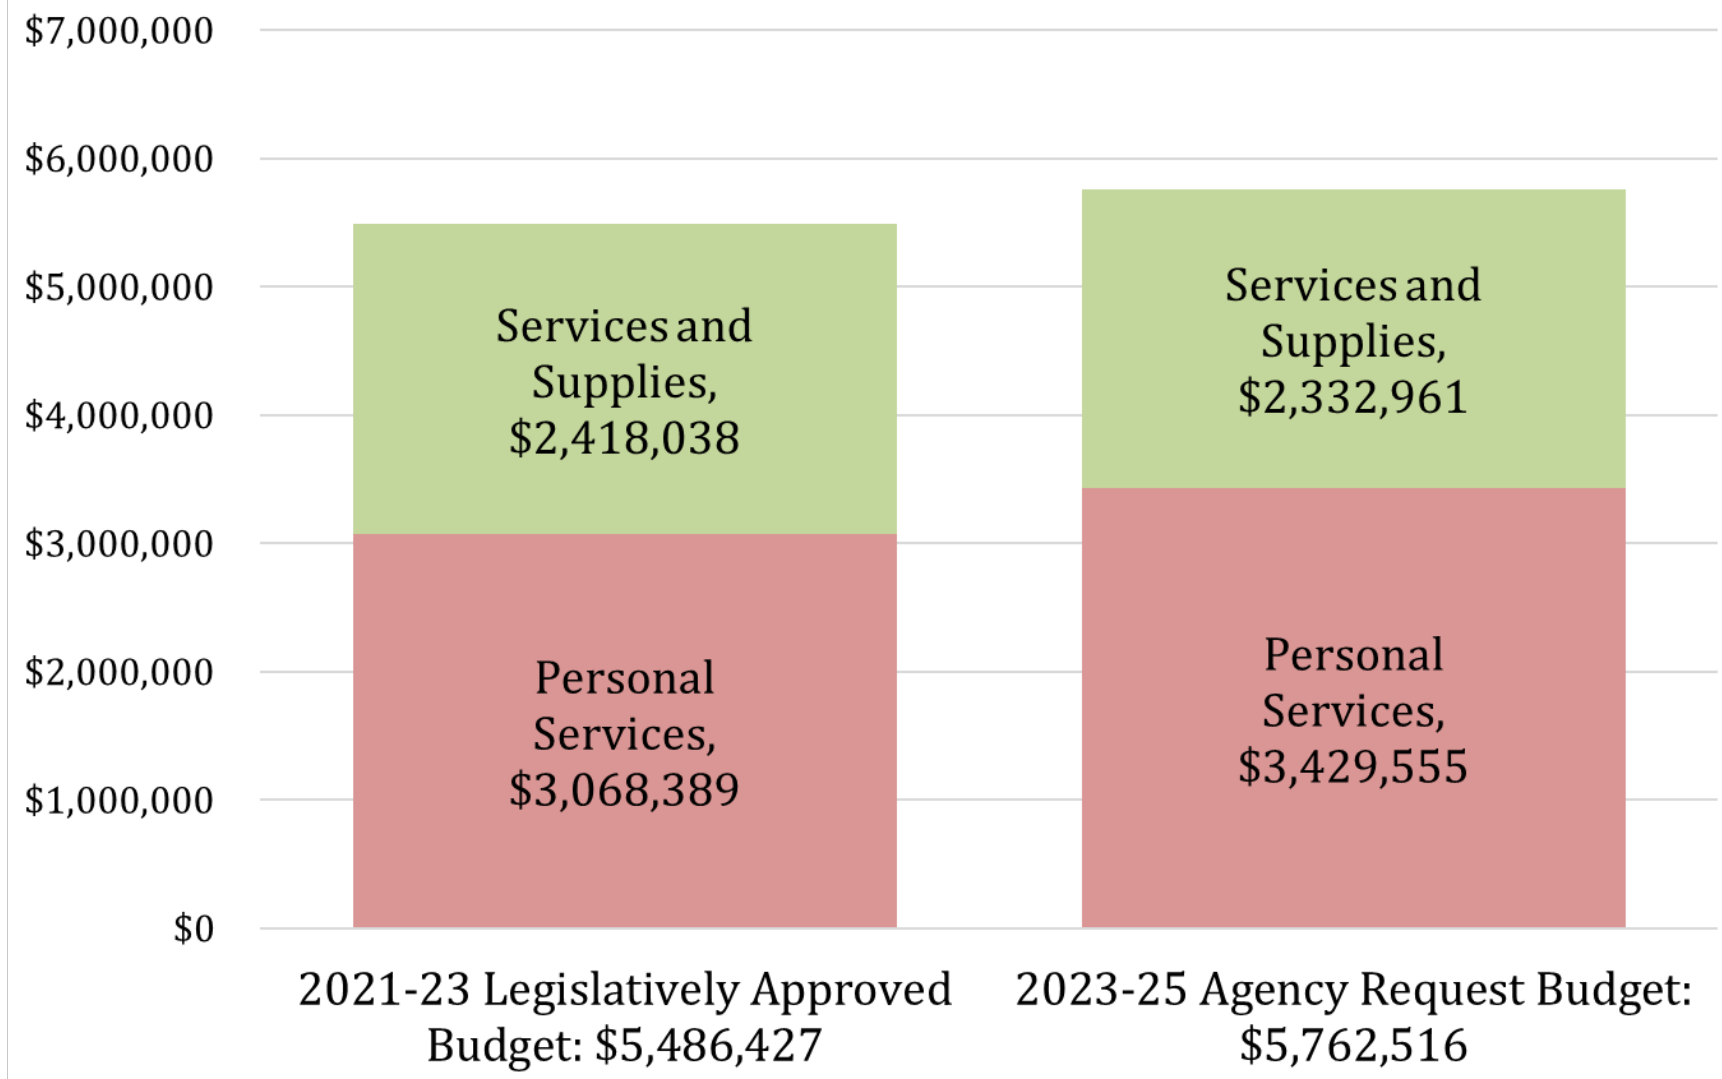 $7,000,000
$6,000,000
$5,000,000
$4,000,000
$3,000,000
$2,000,000
$1,000,000
$0
Services and
Supplies,
$2,418,038
Personal
Services,
$3,068,389
Services and
Supplies,
$2,332,961
Personal
Services,
$3,429,555
2021-23 Legislatively Approved
Budget: $5,486,427
2023-25 Agency Request Budget:
$5,762,516